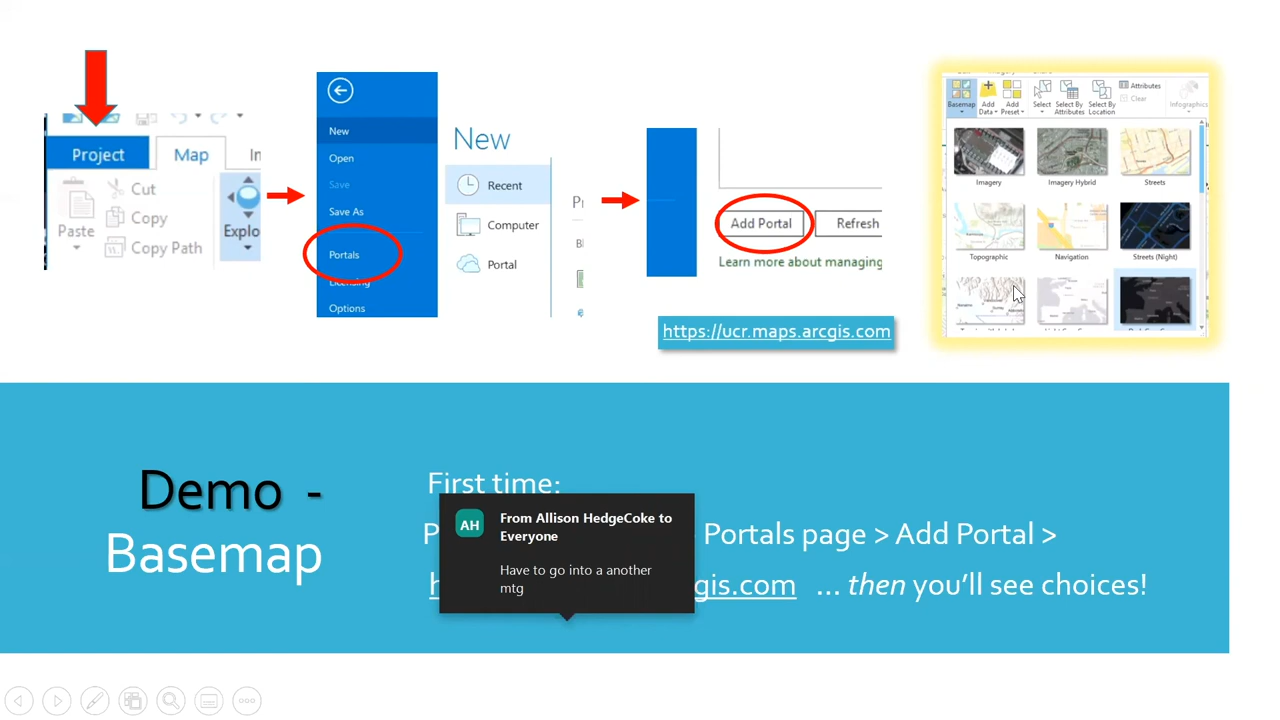 Project
Map
Paste
Cut
Copy
Copy Path
Explo
New
Open
Save
Save As
Portals
Licensing
Options
New
Recent
Computer
Portal
Add Portal
Refresh
Learn more about managing
https://ucr.maps.arcgis.com
Basemap
Add Data
Add Preset
Select
Select By Attributes
Select By Location
Attributes
Clear
Infographics
Imagery
Imagery Hybrid
Streets
Topographic
Navigation
Streets (Night)
Demo -
Basemap
First time:
Portals page > Add Portal >
gis.com ... then you'll see choices!
AH
From Allison HedgeCoke to
Everyone
Have to go into a another
mtg